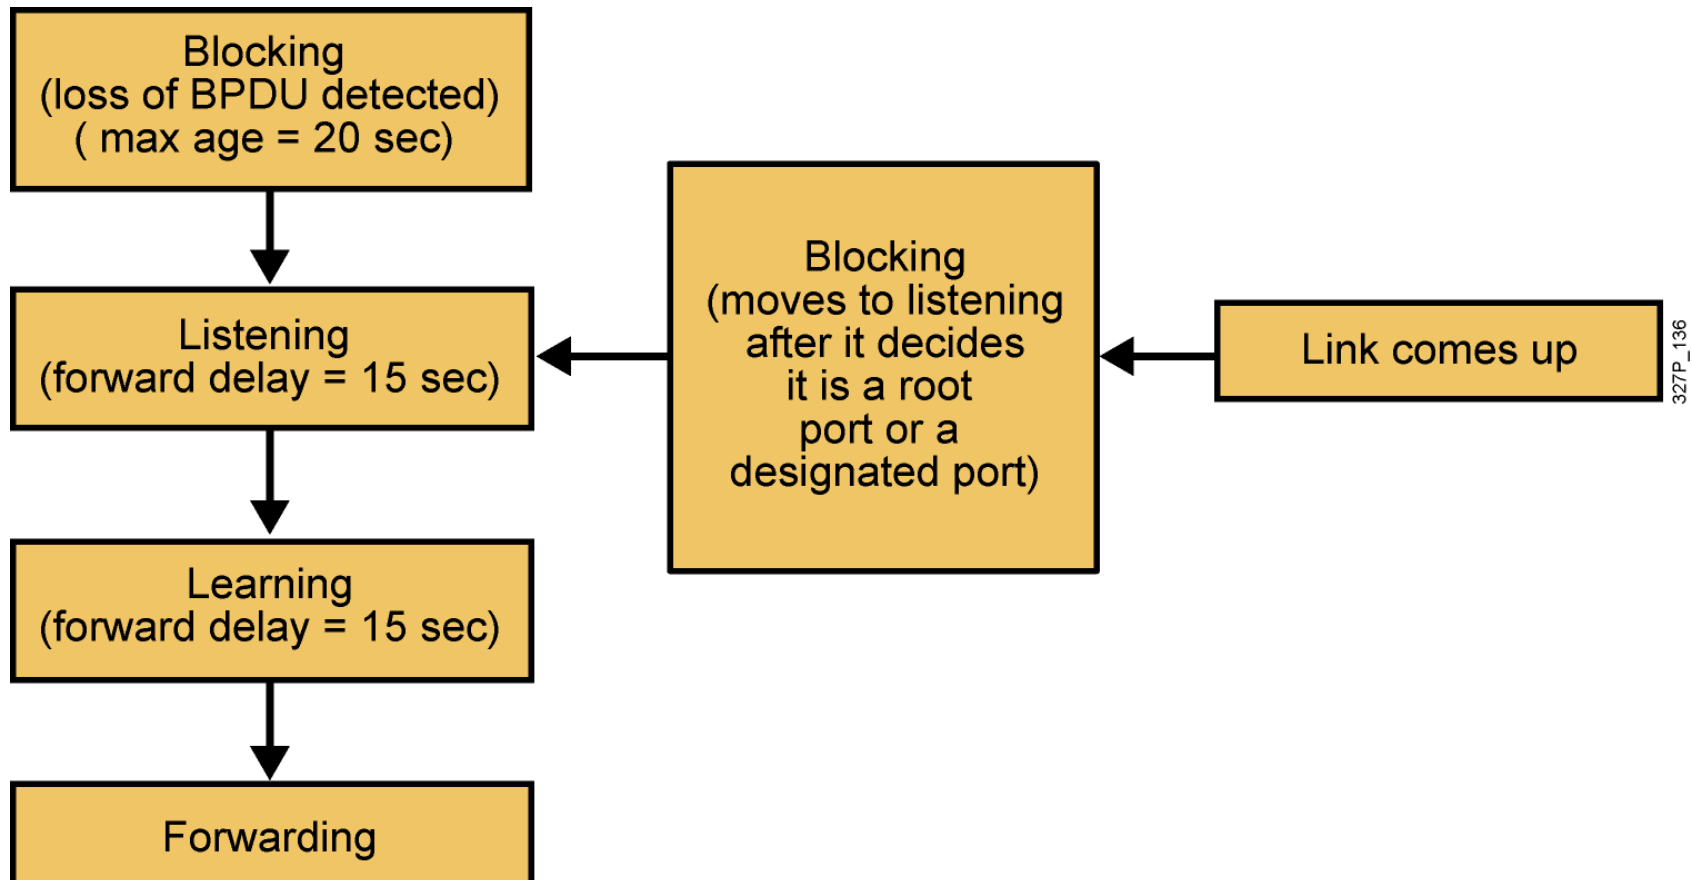 Blocking
(loss of BPDU detected)
( max age = 20 sec)
Listening
(forward delay = 15 sec)
Learning
(forward delay = 15 sec)
Forwarding
Blocking
(moves to listening
after it decides
it is a root
port or a
designated port)
Link comes up
327P_136